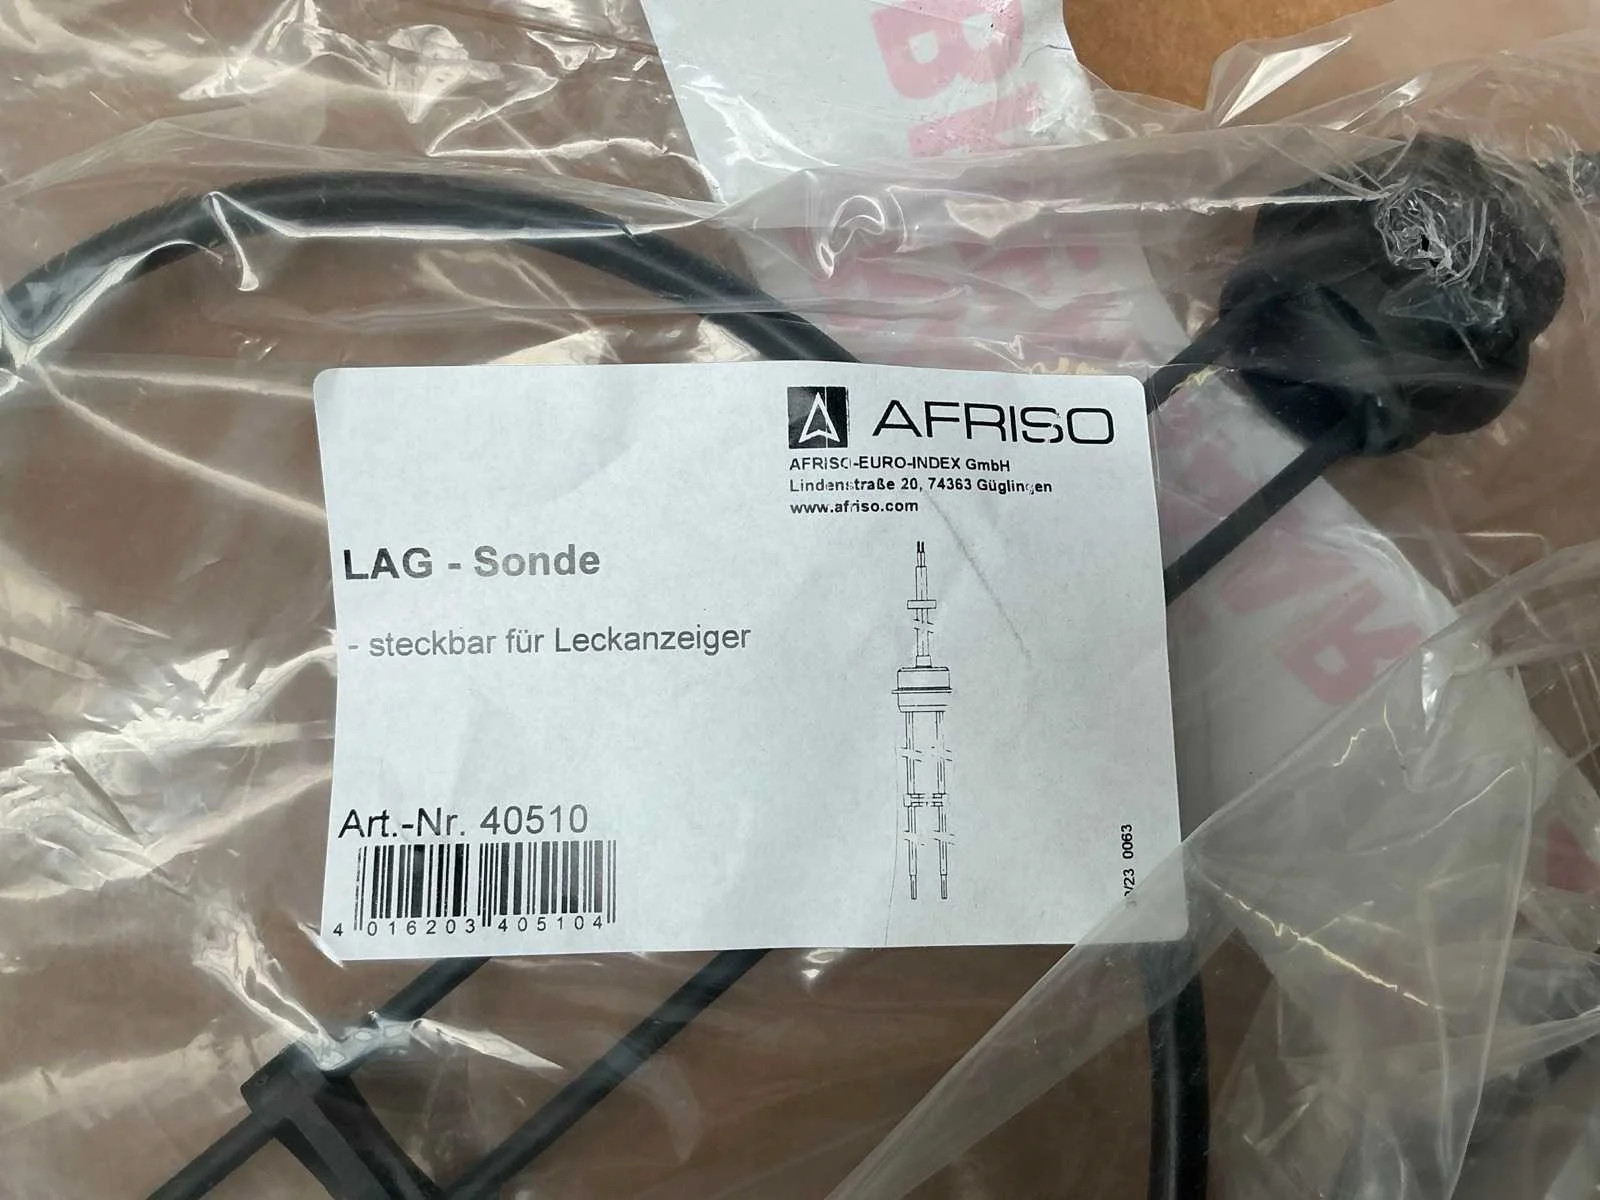 AFRISO
AFRISO-EURO-INDEX GmbH
Lindenstraße 20, 74363 Güglingen
www.afriso.com
LAG - Sonde
- steckbar für Leckanzeiger
Art.-Nr. 40510
4 016203 405104
/23 0063